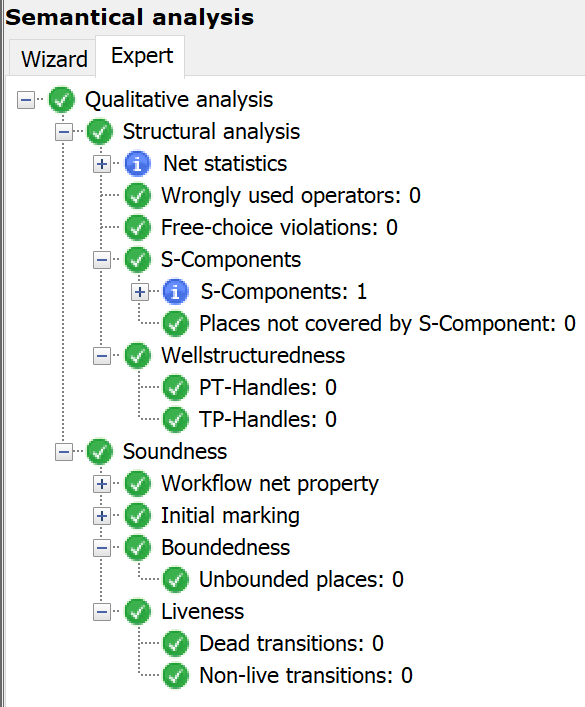 Semantical analysis
Wizard Expert
Qualitative analysis
Structural analysis
Net statistics
Wrongly used operators: 0
Free-choice violations: 0
S-Components
S-Components: 1
Places not covered by S-Component: 0
Wellstructuredness
PT-Handles: 0
TP-Handles: 0
Soundness
Workflow net property
Initial marking
Boundedness
Unbounded places: 0
Liveness
Dead transitions: 0
Non-live transitions: 0